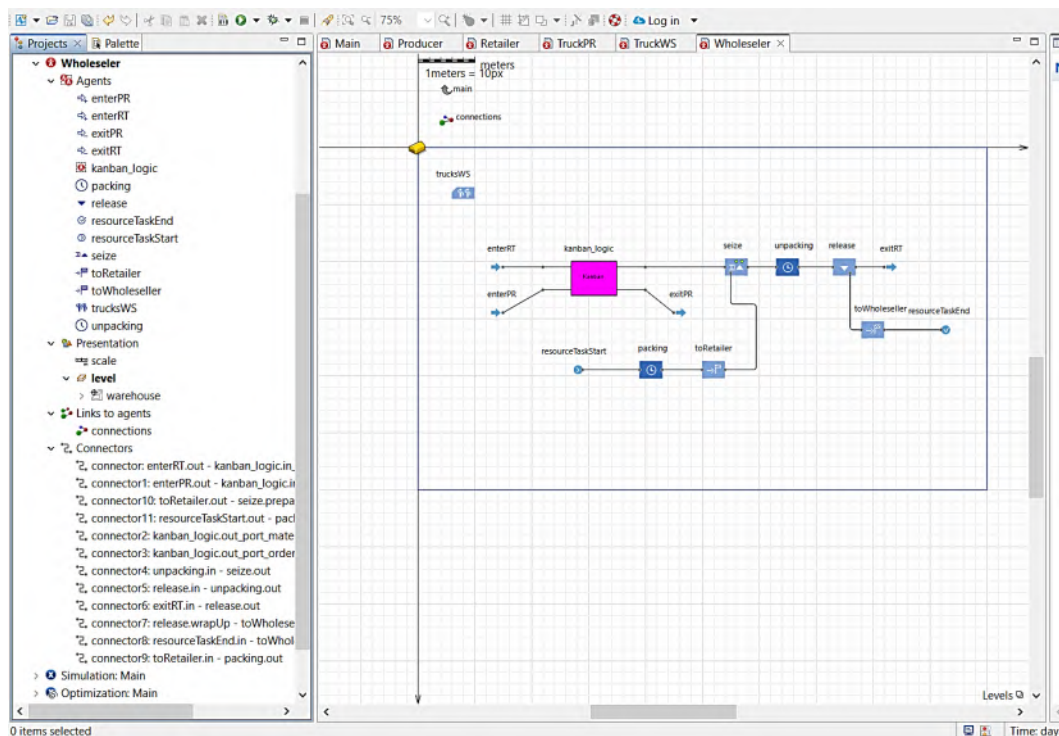 75%
Log in
Projects
Palette
Main
Producer
Retailer
TruckPR
TruckWS
Wholeseler
Wholeseler
Agents
enterPR
enterRT
exitPR
exitRT
kanban_logic
packing
release
resourceTaskEnd
resourceTaskStart
seize
toRetailer
toWholeseller
trucksWS
unpacking
Presentation
scale
level
warehouse
Links to agents
connections
Connectors
connector: enterRT.out - kanban_logic.in_
connector1: enterPR.out - kanban_logic.in
connector10: toRetailer.out - seize.prepa
connector11: resourceTaskStart.out - pac
connector2: kanban_logic.out_port_mate
connector3: kanban_logic.out_port_order
connector4: unpacking.in - seize.out
connector5: release.in - unpacking.out
connector6: exitRT.in - release.out
connector7: release.wrapUp - toWholese
connector8: resourceTaskEnd.in - toWhol
connector9: toRetailer.in - packing.out
Simulation: Main
Optimization: Main
0 items selected
meters
1meters = 10px
main
connections
trucksWS
enterRT
kanban_logic
seize
unpacking
release
exitRT
Kanban
enterPR
exitPR
toWholeseller
resourceTaskEnd
resourceTaskStart
packing
toRetailer
Levels
Time: day